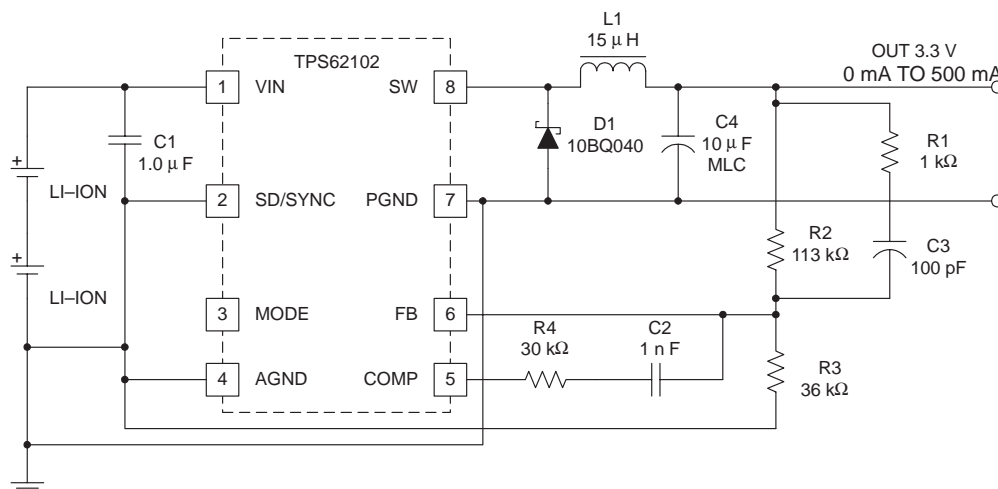 L1
15 μ H
OUT 3.3 V
0 mA TO 500 mA
TPS62102
1
VIN
SW
8
C1
1.0 μ F
D1
10BQ040
C4
10 μ F
MLC
R1
1 kΩ
+
LI–ION
2
SD/SYNC
PGND
7
R2
113 kΩ
C3
100 pF
+
LI–ION
3
MODE
FB
6
R4
30 kΩ
C2
1 n F
4
AGND
COMP
5
R3
36 kΩ